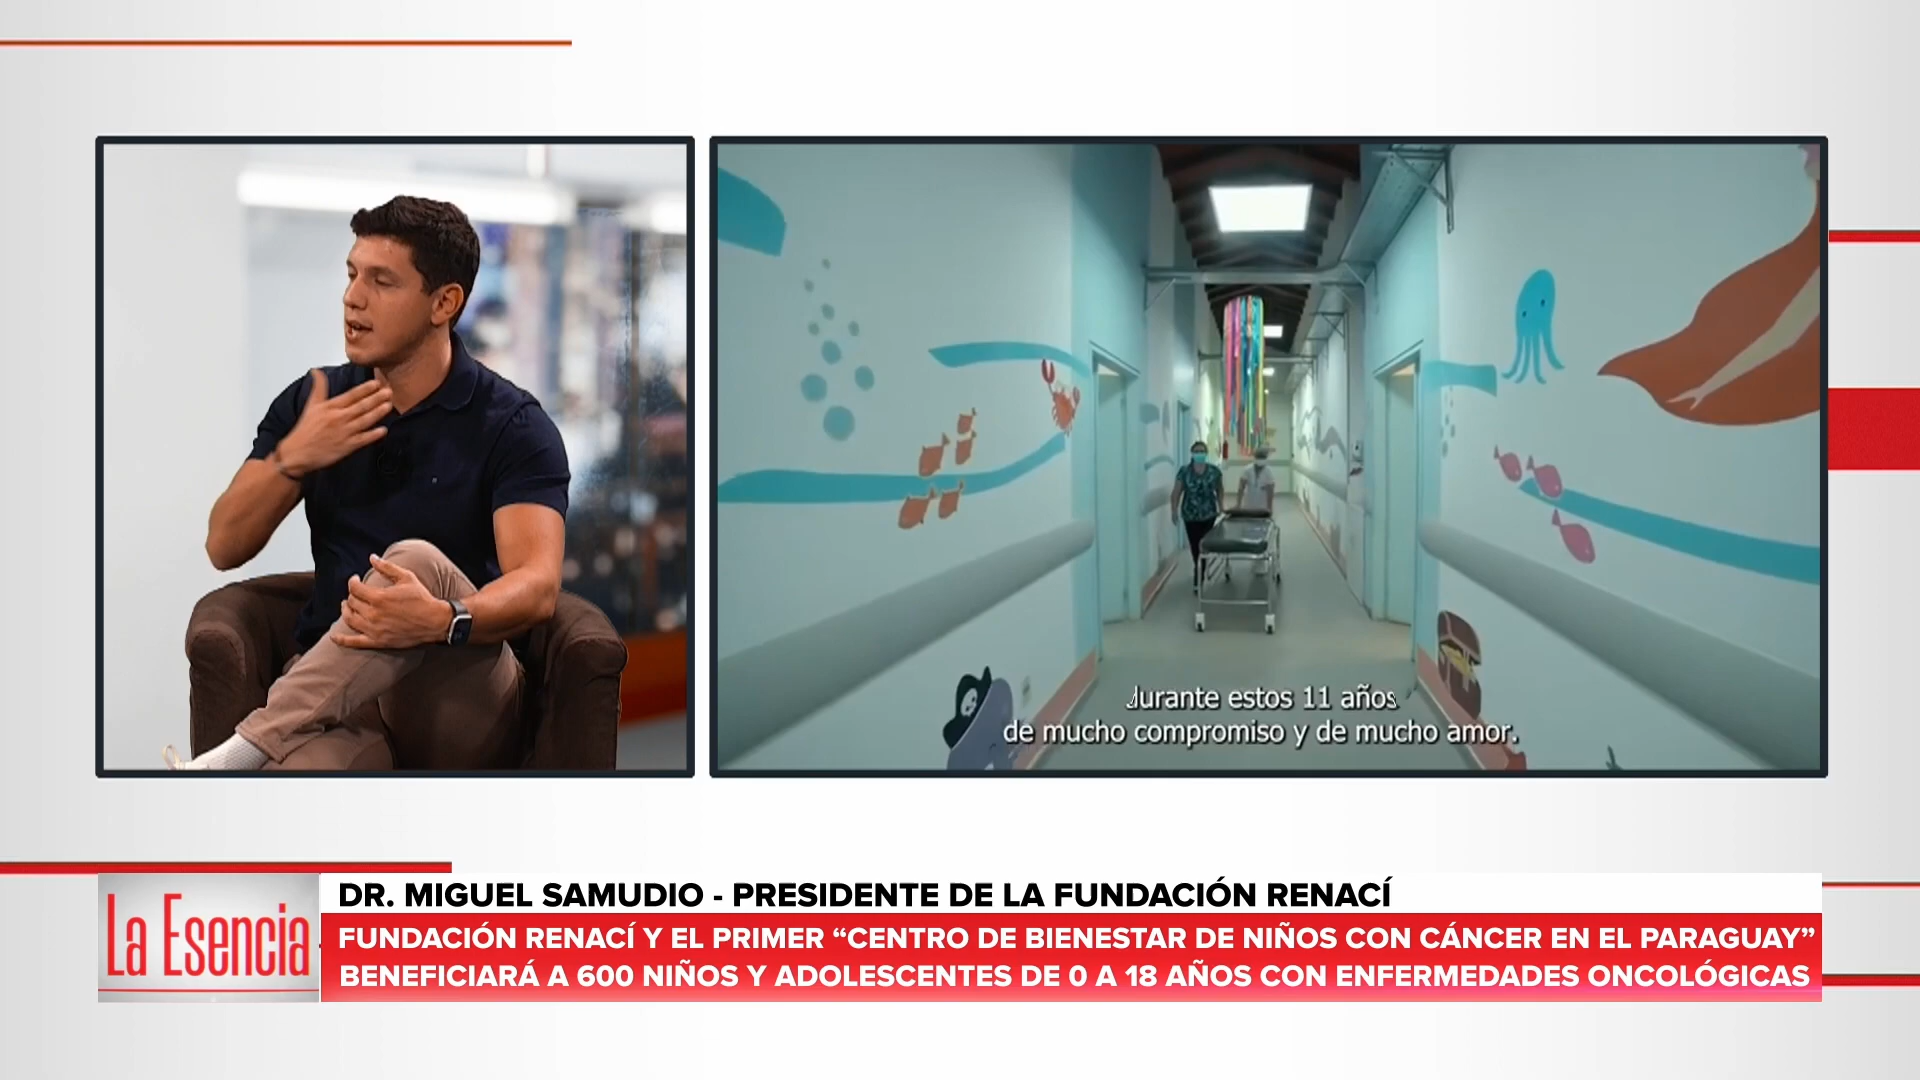 durante estos 11 años
de mucho compromiso y de mucho amor.
La Esencia
DR. MIGUEL SAMUDIO - PRESIDENTE DE LA FUNDACIÓN RENACÍ
FUNDACIÓN RENACÍ Y EL PRIMER “CENTRO DE BIENESTAR DE NIÑOS CON CÁNCER EN EL PARAGUAY”
BENEFICIARÁ A 600 NIÑOS Y ADOLESCENTES DE 0 A 18 AÑOS CON ENFERMEDADES ONCOLÓGICAS